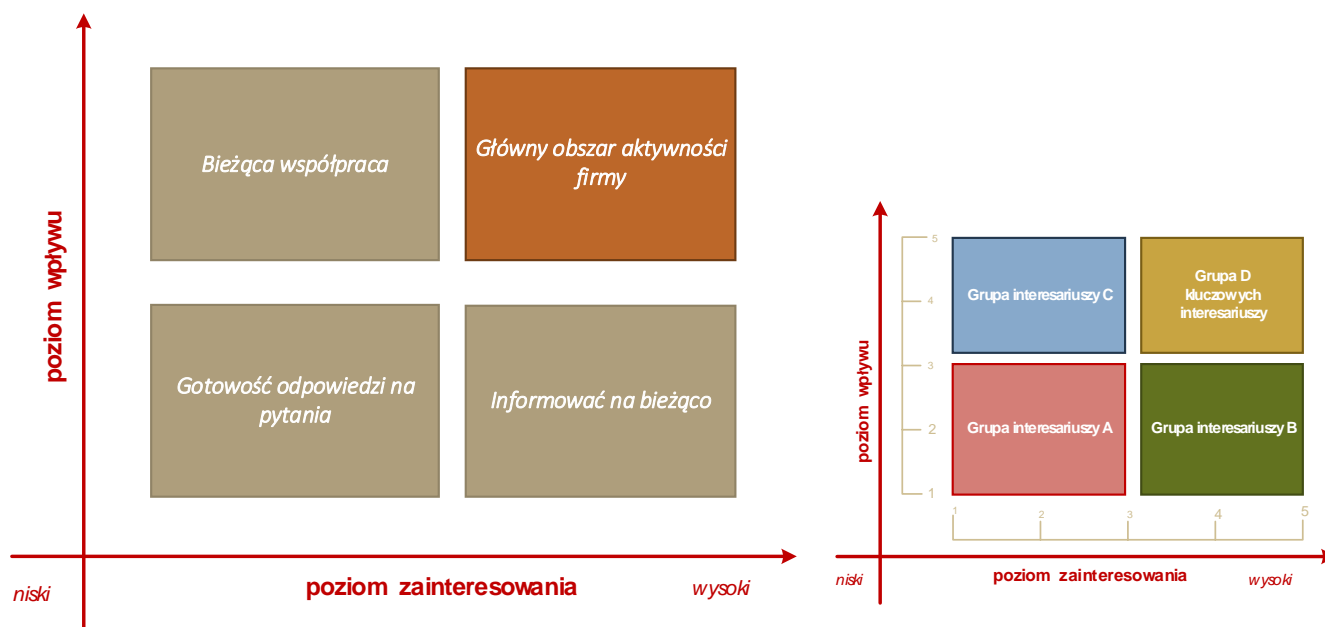 poziom wpływu
Bieżąca współpraca
Główny obszar aktywności
firmy
Gotowość odpowiedzi na
pytania
Informować na bieżąco
niski
poziom zainteresowania
wysoki
poziom wpływu
5
4
3
2
1
Grupa interesariuszy C
Grupa D
kluczowych
interesariuszy
Grupa interesariuszy A
Grupa interesariuszy B
1
2
3
4
5
niski
poziom zainteresowania
wysoki